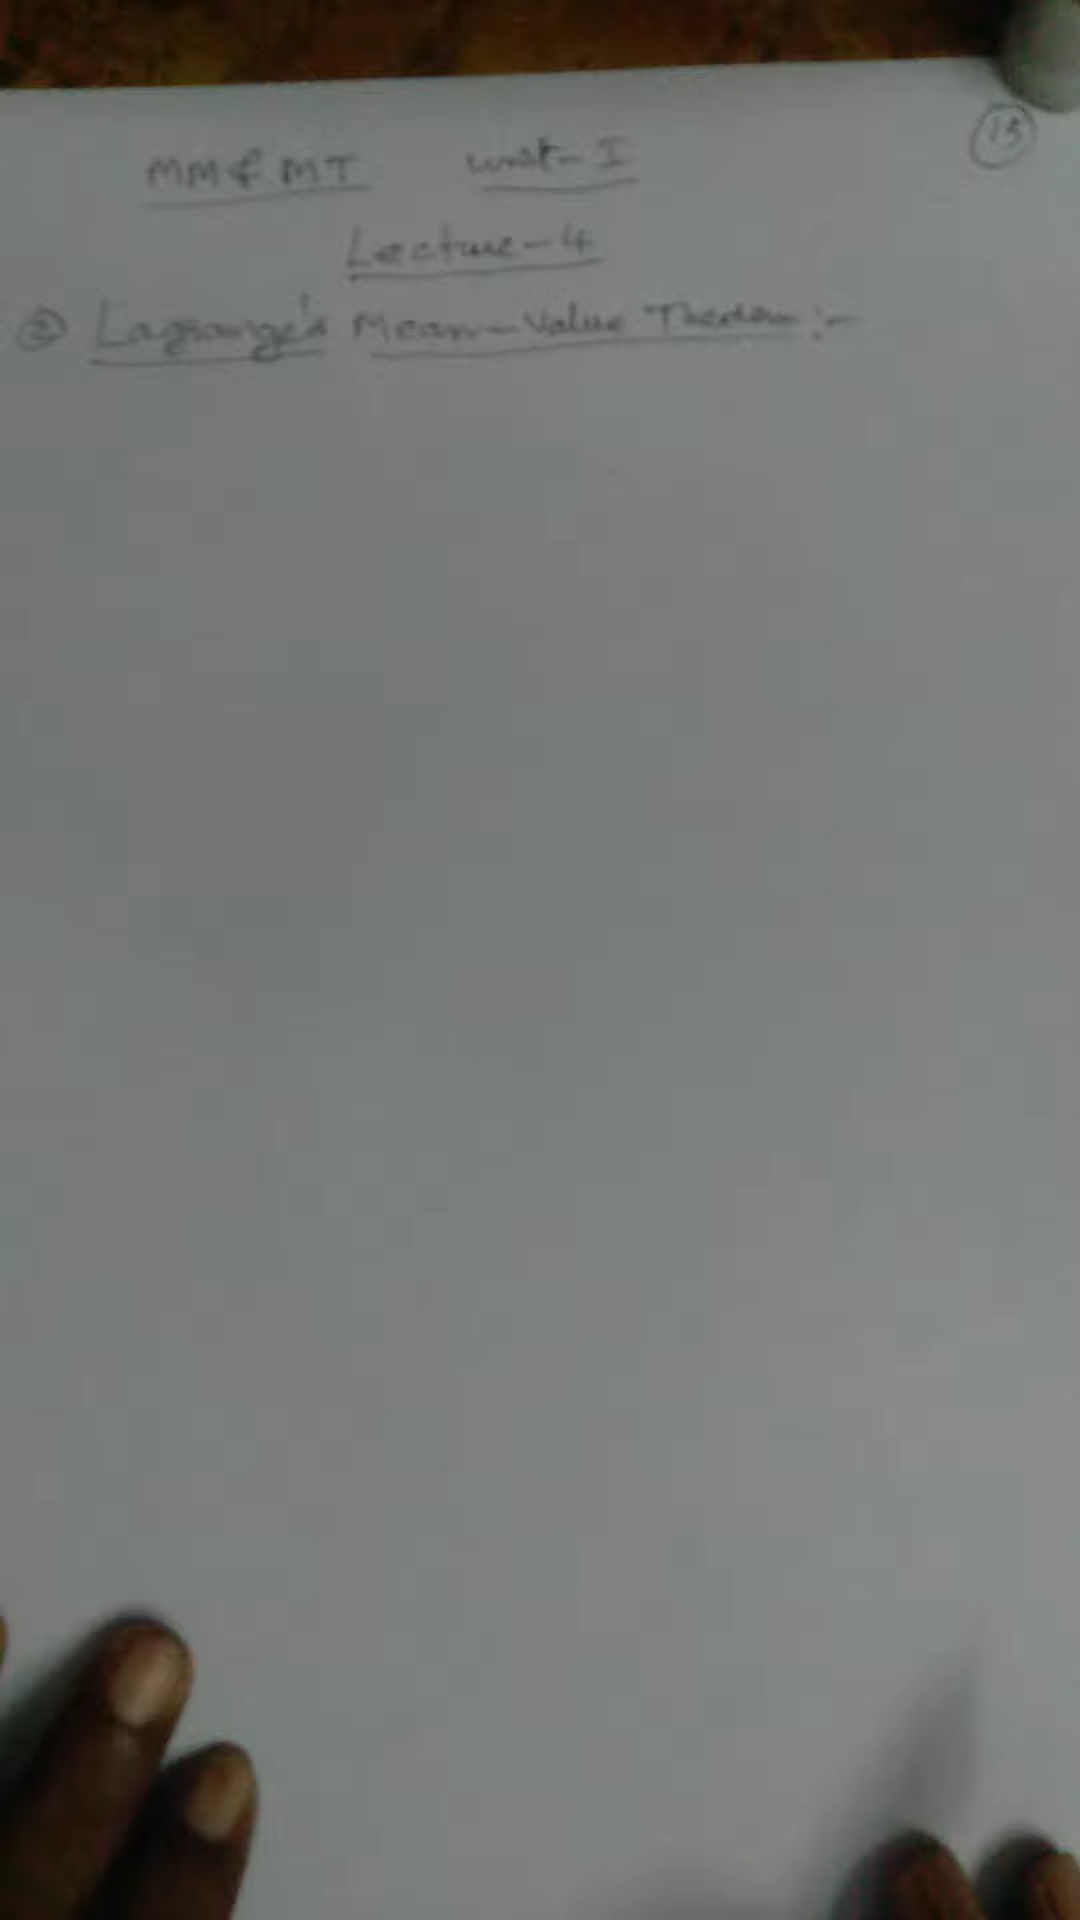 15
MM & MT Unit - I
Lecture - 4
② Lagrange's Mean - Value Theorem :-